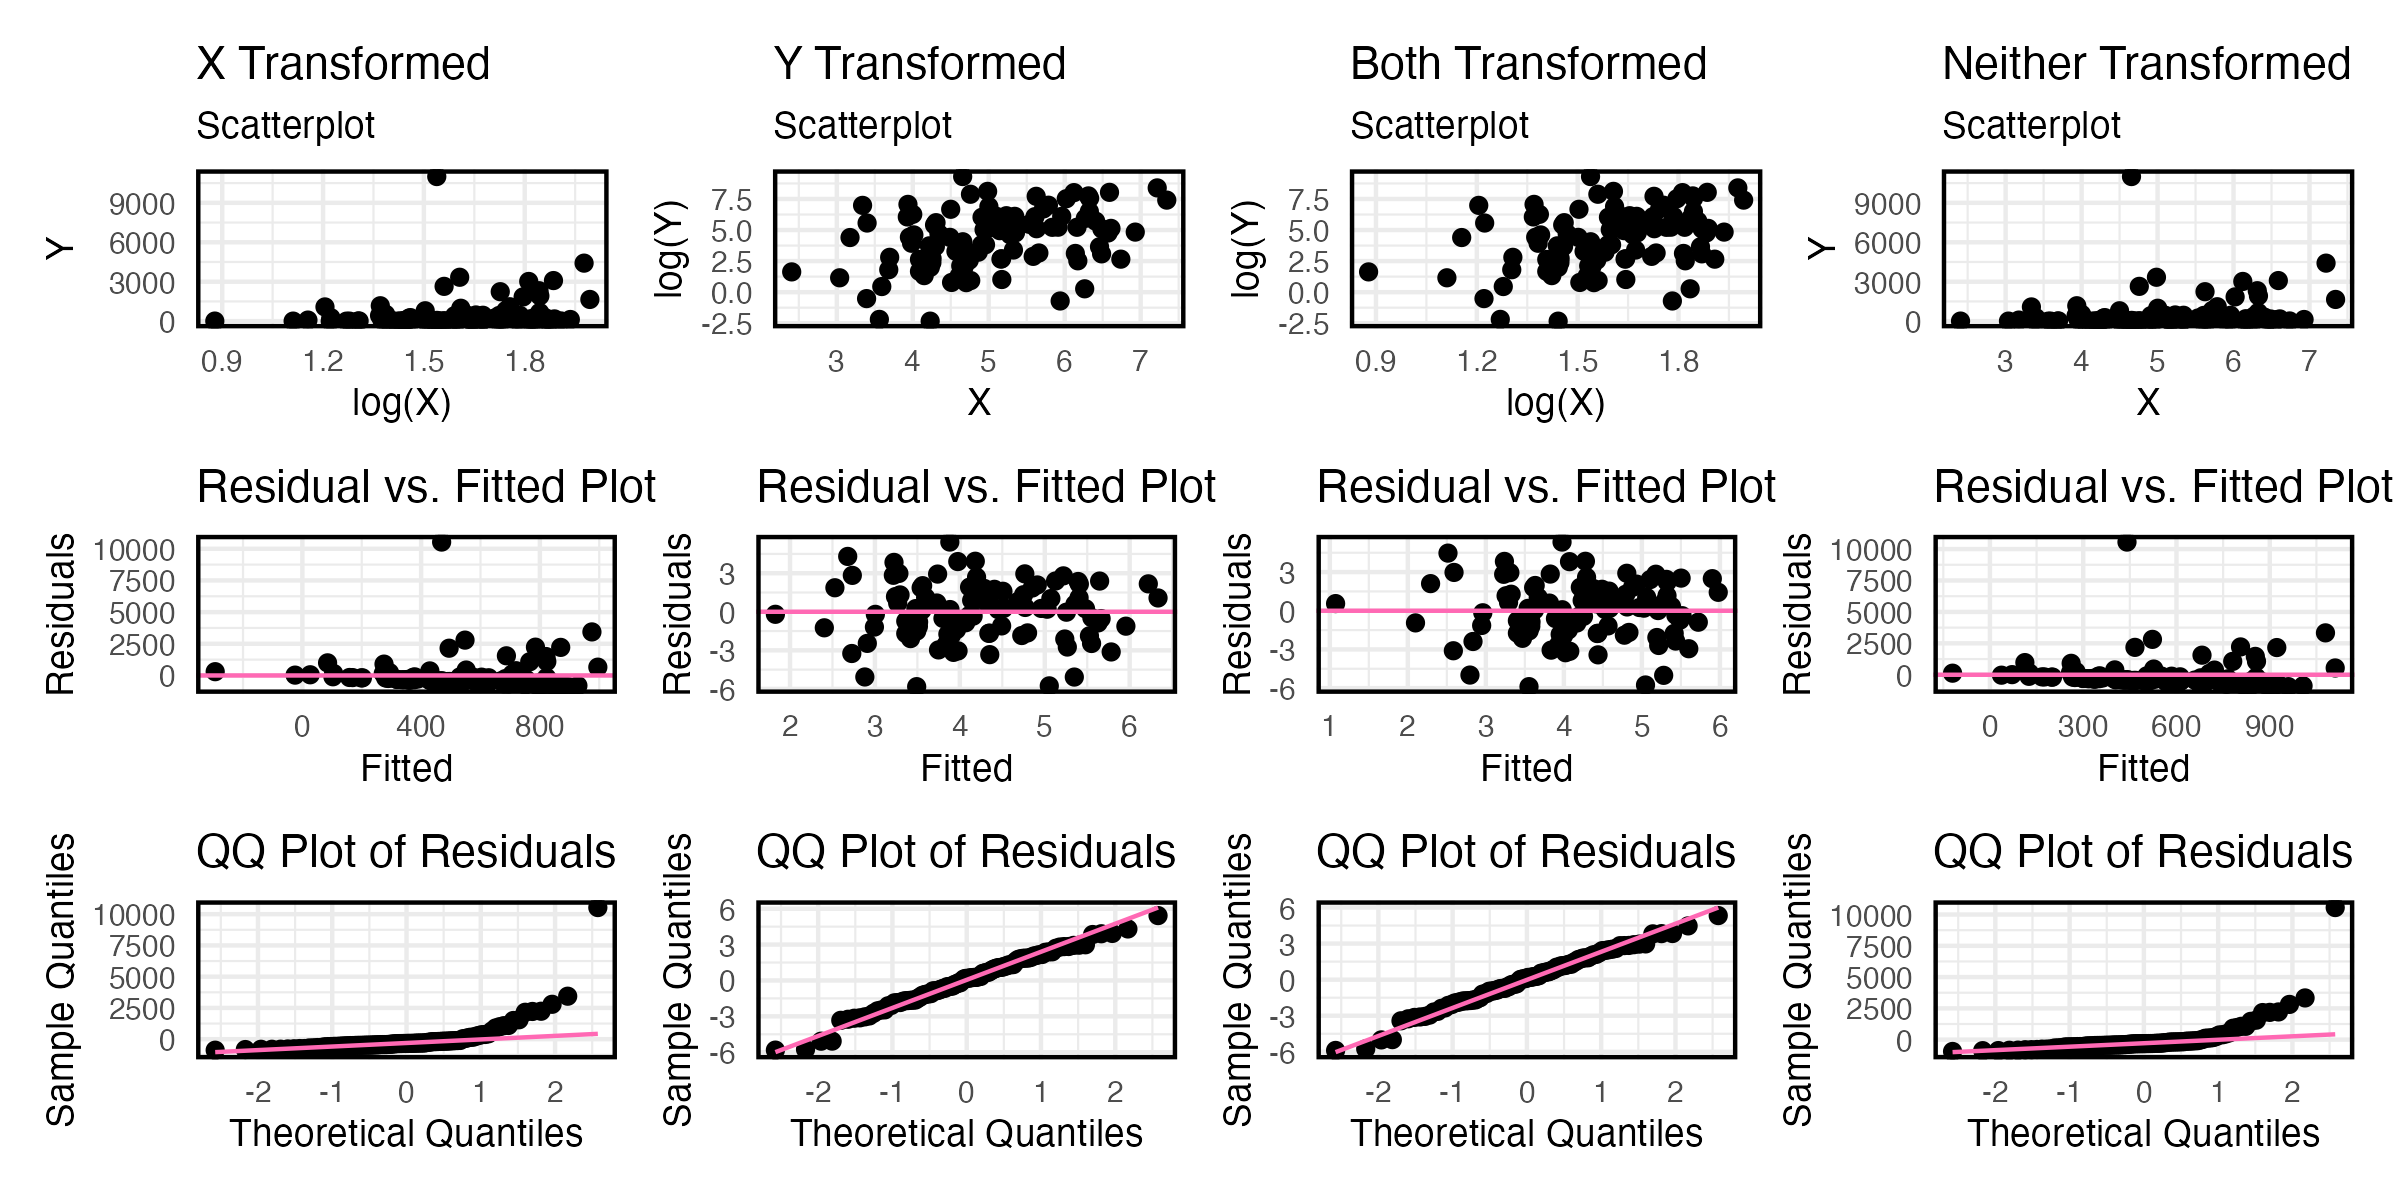 X Transformed
Y Transformed
Both Transformed
Neither Transformed
Scatterplot
Scatterplot
Scatterplot
Scatterplot
Y
9000
6000
3000
0
0.9 1.2 1.5 1.8
log(X)
log(Y)
7.5
5.0
2.5
0.0
-2.5
3 4 5 6 7
X
log(Y)
7.5
5.0
2.5
0.0
-2.5
0.9 1.2 1.5 1.8
log(X)
Y
9000
6000
3000
0
3 4 5 6 7
X
Residual vs. Fitted Plot
Residual vs. Fitted Plot
Residual vs. Fitted Plot
Residual vs. Fitted Plot
Residuals
10000
7500
5000
2500
0
0 400 800
Fitted
Residuals
3
0
-3
-6
2 3 4 5 6
Fitted
Residuals
3
0
-3
-6
1 2 3 4 5 6
Fitted
Residuals
10000
7500
5000
2500
0
0 300 600 900
Fitted
QQ Plot of Residuals
QQ Plot of Residuals
QQ Plot of Residuals
QQ Plot of Residuals
Sample Quantiles
10000
7500
5000
2500
0
-2 -1 0 1 2
Theoretical Quantiles
Sample Quantiles
6
3
0
-3
-6
-2 -1 0 1 2
Theoretical Quantiles
Sample Quantiles
6
3
0
-3
-6
-2 -1 0 1 2
Theoretical Quantiles
Sample Quantiles
10000
7500
5000
2500
0
-2 -1 0 1 2
Theoretical Quantiles